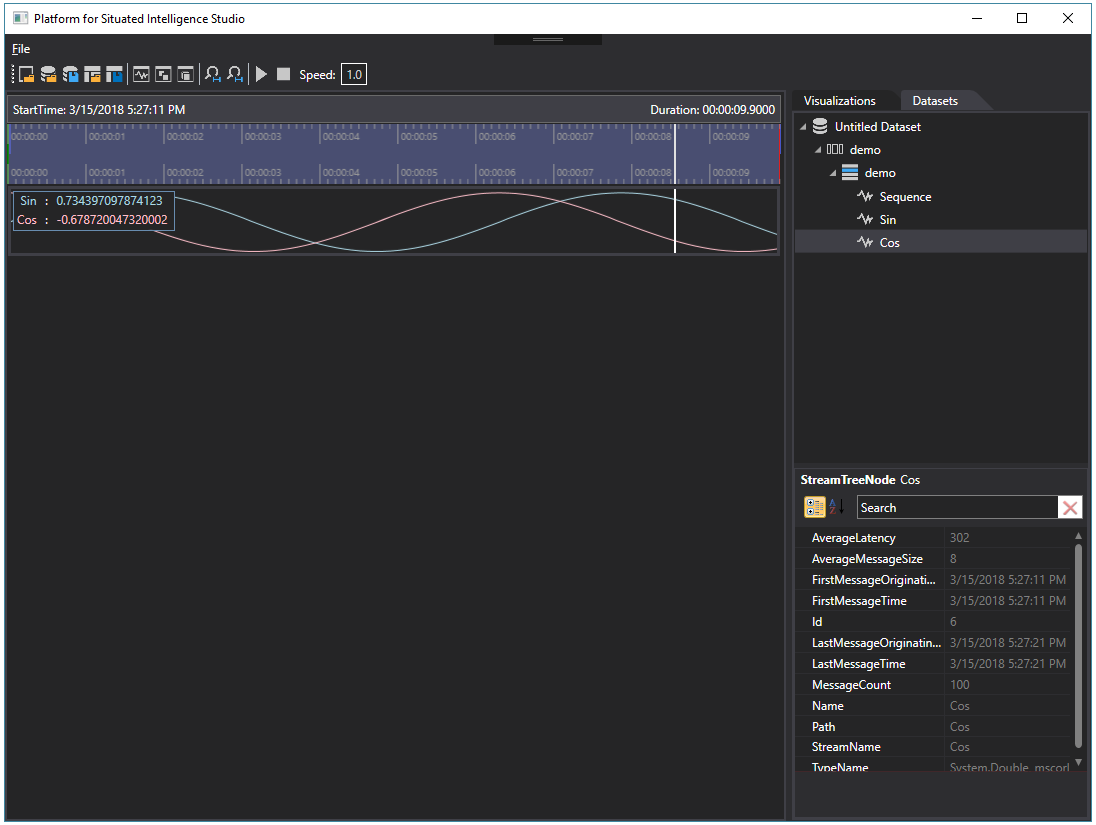 Platform for Situated Intelligence Studio
File
Speed: 1.0
StartTime: 3/15/2018 5:27:11 PM Duration: 00:00:09.9000
00:00:00 00:00:01 00:00:02 00:00:03 00:00:04 00:00:05 00:00:06 00:00:07 00:00:08 00:00:09
00:00:00 00:00:01 00:00:02 00:00:03 00:00:04 00:00:05 00:00:06 00:00:07 00:00:08 00:00:09
Sin : 0.734397097874123
Cos : -0.678720047320002
Visualizations Datasets
Untitled Dataset
demo
demo
Sequence
Sin
Cos
StreamTreeNode Cos
Search
AverageLatency 302
AverageMessageSize 8
FirstMessageOriginati... 3/15/2018 5:27:11 PM
FirstMessageTime 3/15/2018 5:27:11 PM
Id 6
LastMessageOriginatin... 3/15/2018 5:27:21 PM
LastMessageTime 3/15/2018 5:27:21 PM
MessageCount 100
Name Cos
Path Cos
StreamName Cos
TypeName System.Double, mscorl